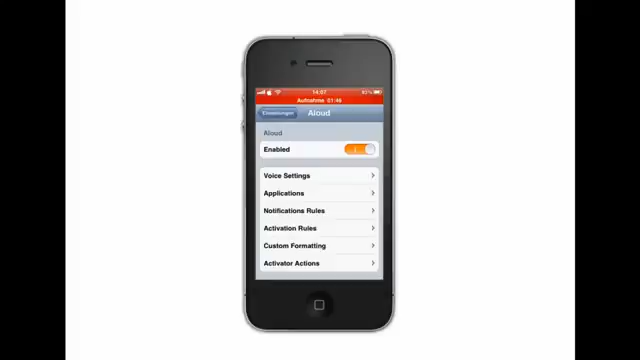 14:07 93%
Aufnahme 01:46
Einstellungen Aloud
Aloud
Enabled
Voice Settings
Applications
Notifications Rules
Activation Rules
Custom Formatting
Activator Actions